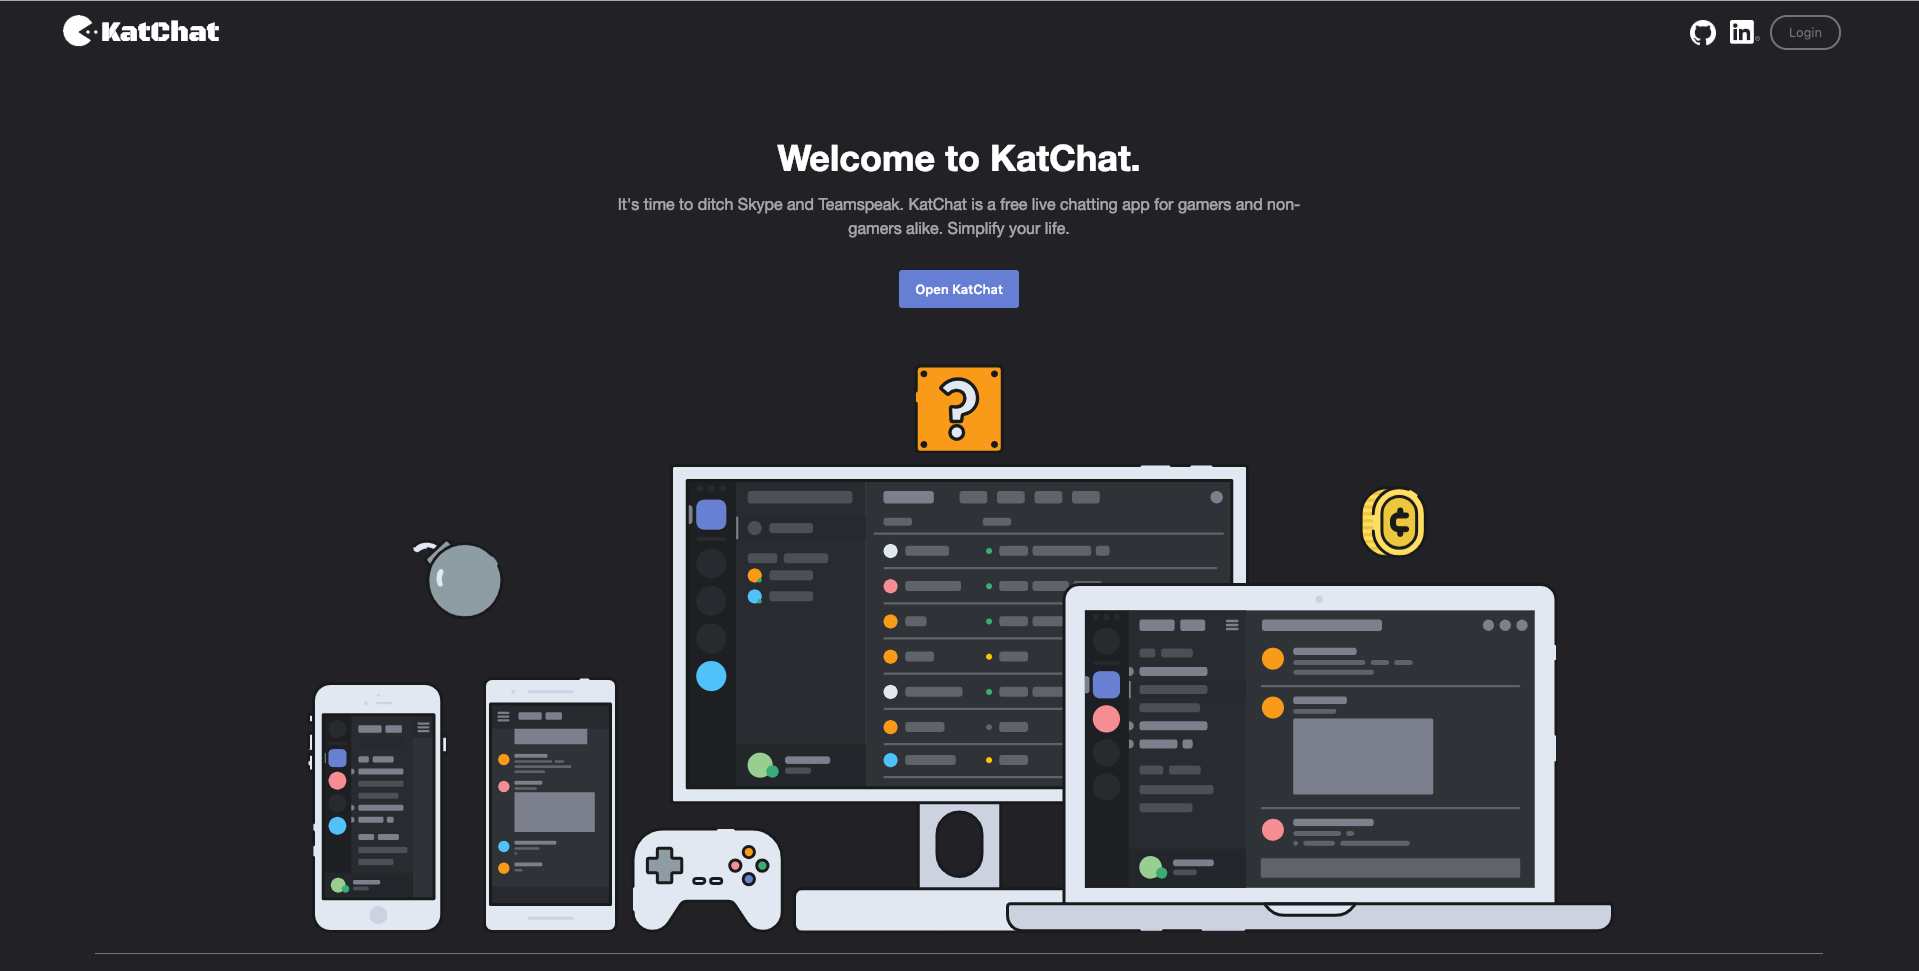 KatChat
in
Login
Welcome to KatChat.
It's time to ditch Skype and Teamspeak. KatChat is a free live chatting app for gamers and non-
gamers alike. Simplify your life.
Open KatChat
?
¢